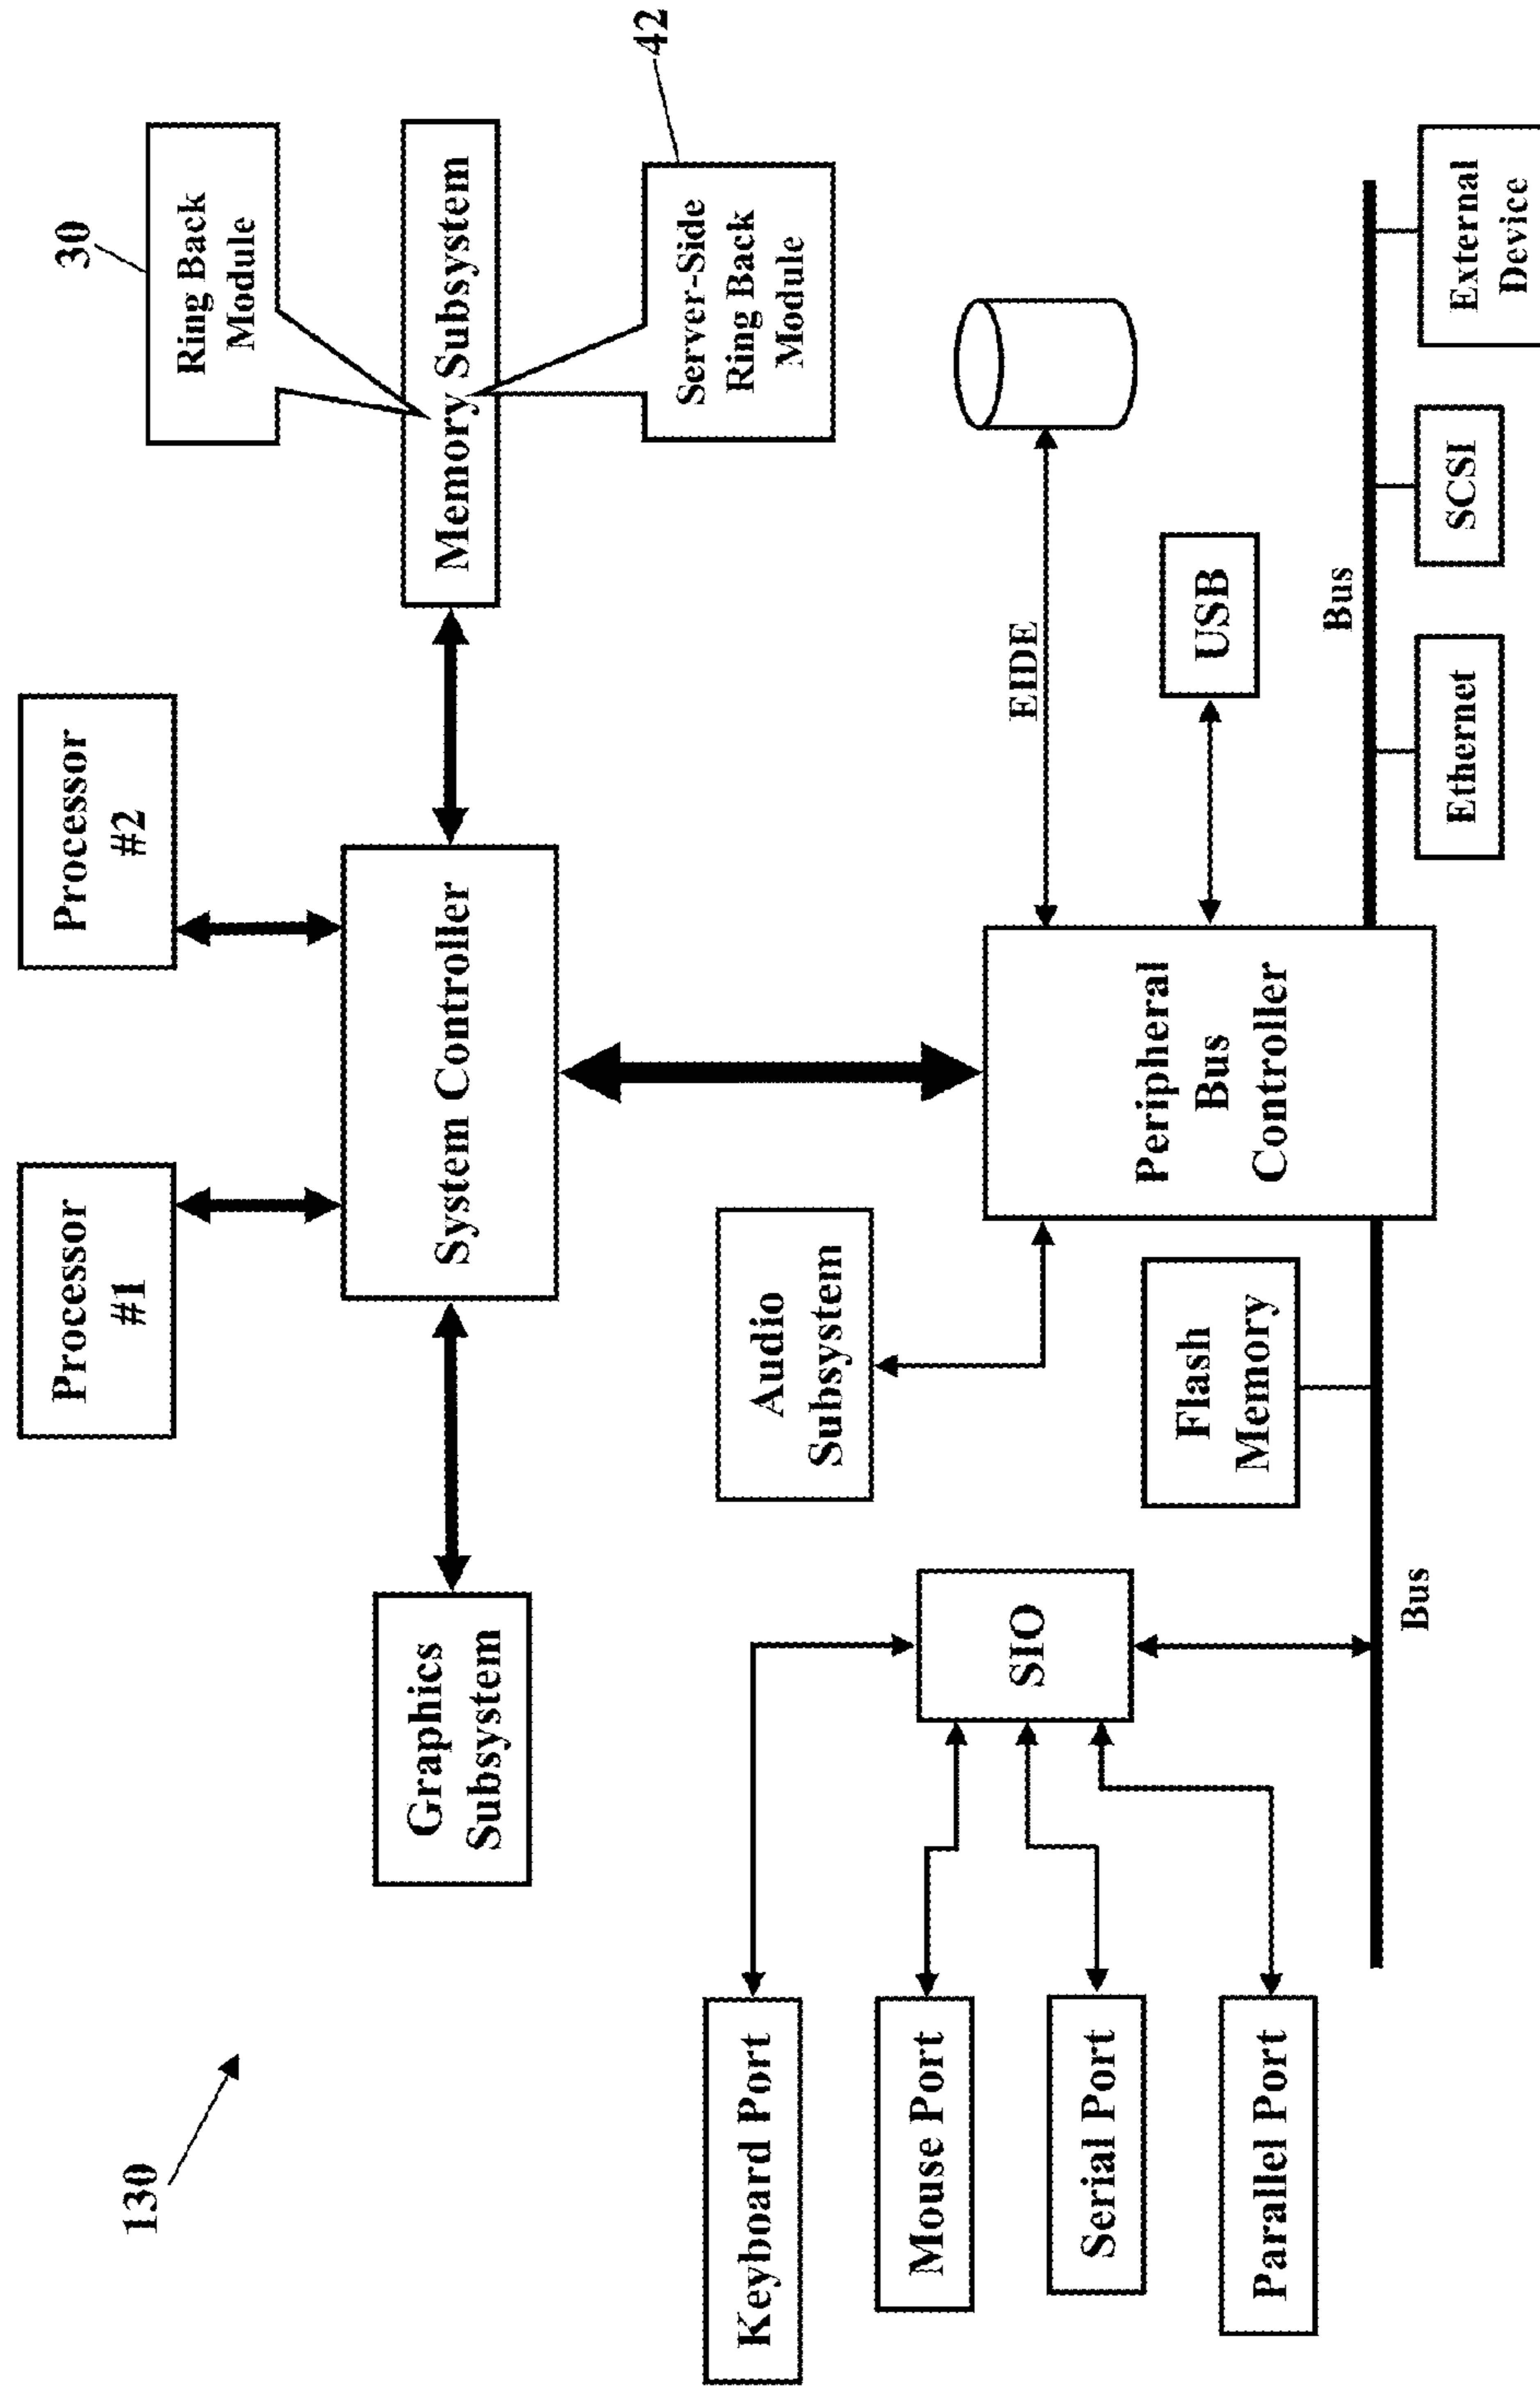 130
Processor
#1
Processor
#2
30
Ring Back
Module
Graphics
Subsystem
System Controller
Memory Subsystem
42
Server-Side
Ring Back
Module
Keyboard Port
Audio
Subsystem
Mouse Port
SIO
EIDE
Serial Port
Flash
Memory
Peripheral
Bus
Controller
USB
Parallel Port
Bus
Bus
Ethernet
SCSI
External
Device